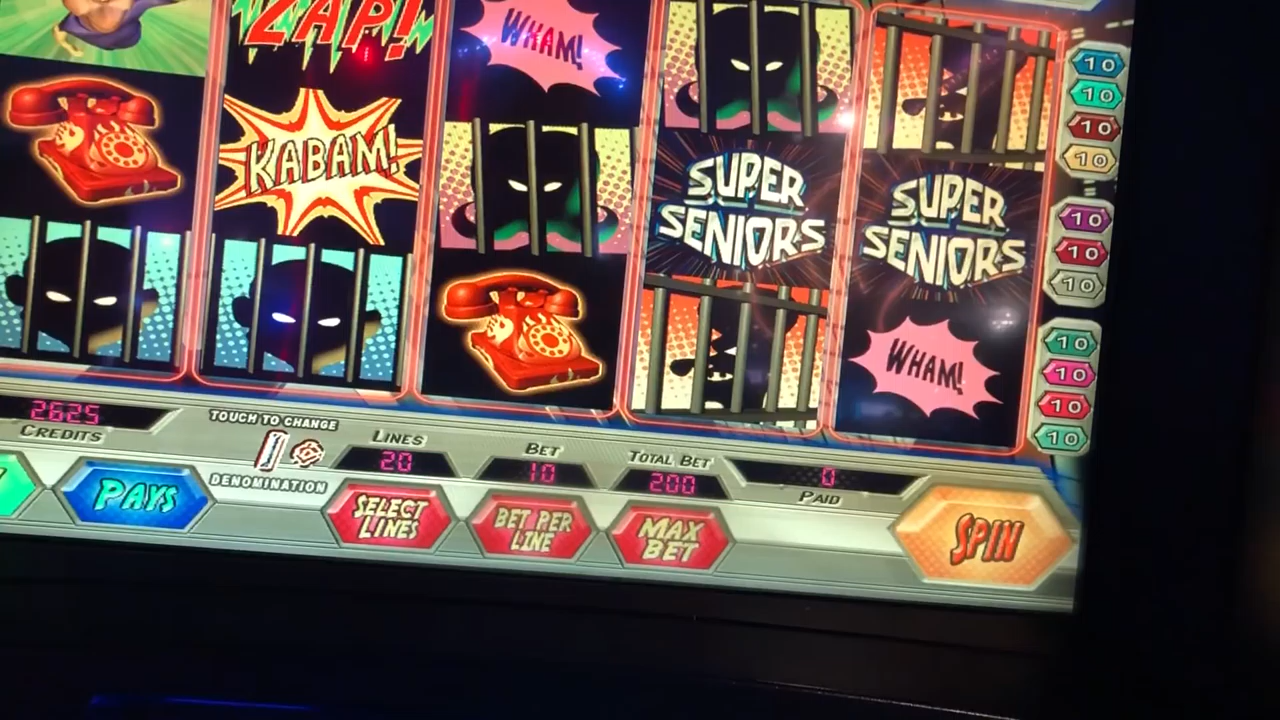 ZAP!
WHAM!
KABAM!
SUPER
SENIORS
SUPER
SENIORS
WHAM!
10
10
10
10
10
10
10
10
10
10
10
2625
CREDITS
TOUCH TO CHANGE
DENOMINATION
LINES
20
BET
10
TOTAL BET
200
0
PAID
PAYS
SELECT
LINES
BET PER
LINE
MAX
BET
SPIN